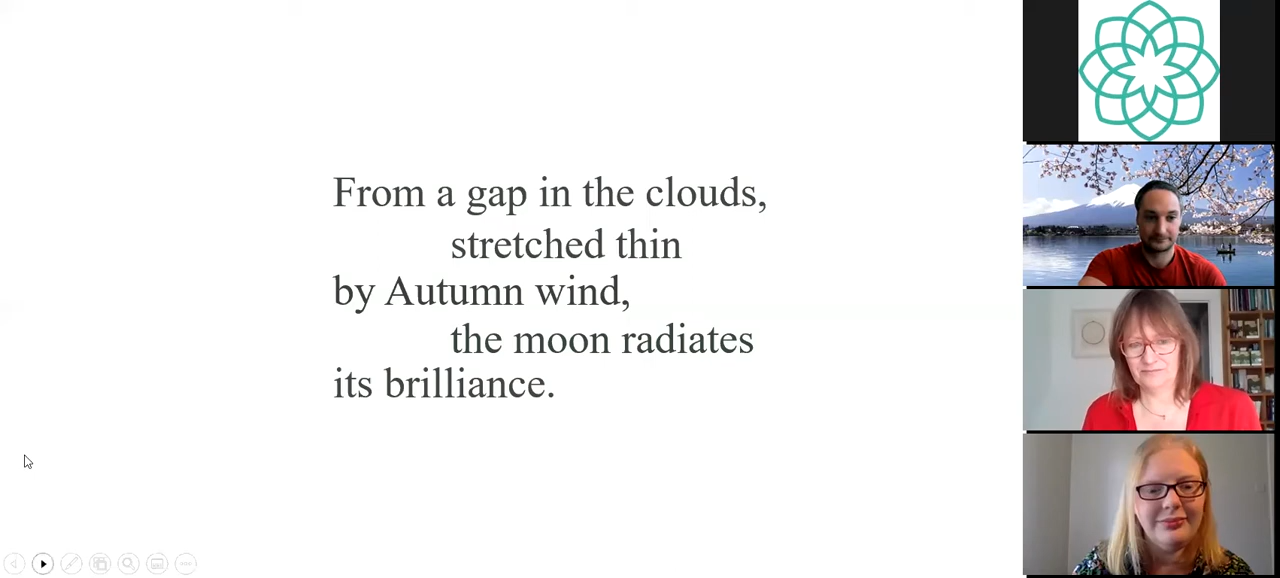 From a gap in the clouds,
stretched thin
by Autumn wind,
the moon radiates
its brilliance.